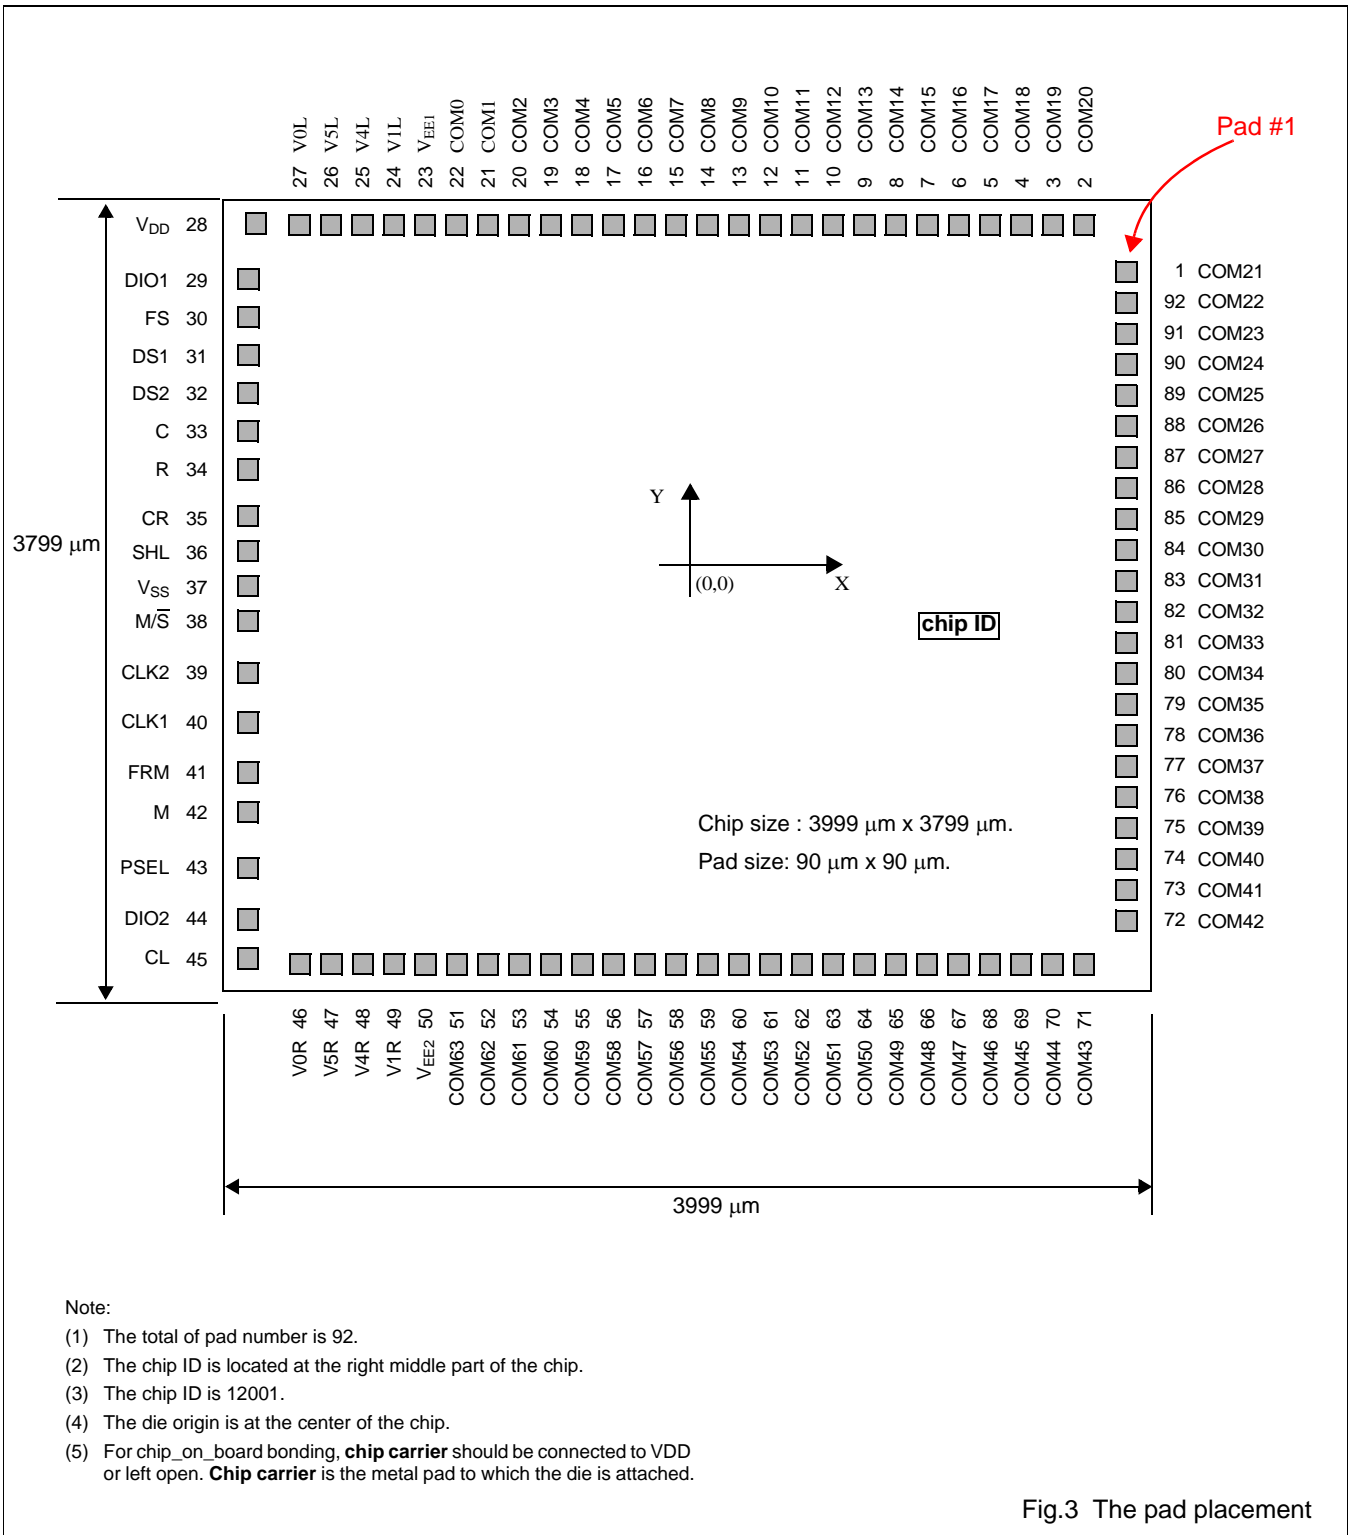 27 V0L
26 V5L
25 V4L
24 V1L
23 VEE1
22 COM0
21 COM1
20 COM2
19 COM3
18 COM4
17 COM5
16 COM6
15 COM7
14 COM8
13 COM9
12 COM10
11 COM11
10 COM12
9 COM13
8 COM14
7 COM15
6 COM16
5 COM17
4 COM18
3 COM19
2 COM20
Pad #1
VDD 28
DIO1 29
FS 30
DS1 31
DS2 32
C 33
R 34
CR 35
SHL 36
VSS 37
M/S̅ 38
CLK2 39
CLK1 40
FRM 41
M 42
PSEL 43
DIO2 44
CL 45
3799 μm
Y
(0,0)
X
chip ID
Chip size : 3999 μm x 3799 μm.
Pad size: 90 μm x 90 μm.
1 COM21
92 COM22
91 COM23
90 COM24
89 COM25
88 COM26
87 COM27
86 COM28
85 COM29
84 COM30
83 COM31
82 COM32
81 COM33
80 COM34
79 COM35
78 COM36
77 COM37
76 COM38
75 COM39
74 COM40
73 COM41
72 COM42
V0R 46
V5R 47
V4R 48
V1R 49
VEE2 50
COM63 51
COM62 52
COM61 53
COM60 54
COM59 55
COM58 56
COM57 57
COM56 58
COM55 59
COM54 60
COM53 61
COM52 62
COM51 63
COM50 64
COM49 65
COM48 66
COM47 67
COM46 68
COM45 69
COM44 70
COM43 71
3999 μm
Note:
(1) The total of pad number is 92.
(2) The chip ID is located at the right middle part of the chip.
(3) The chip ID is 12001.
(4) The die origin is at the center of the chip.
(5) For chip_on_board bonding, chip carrier should be connected to VDD
or left open. Chip carrier is the metal pad to which the die is attached.
Fig.3 The pad placement